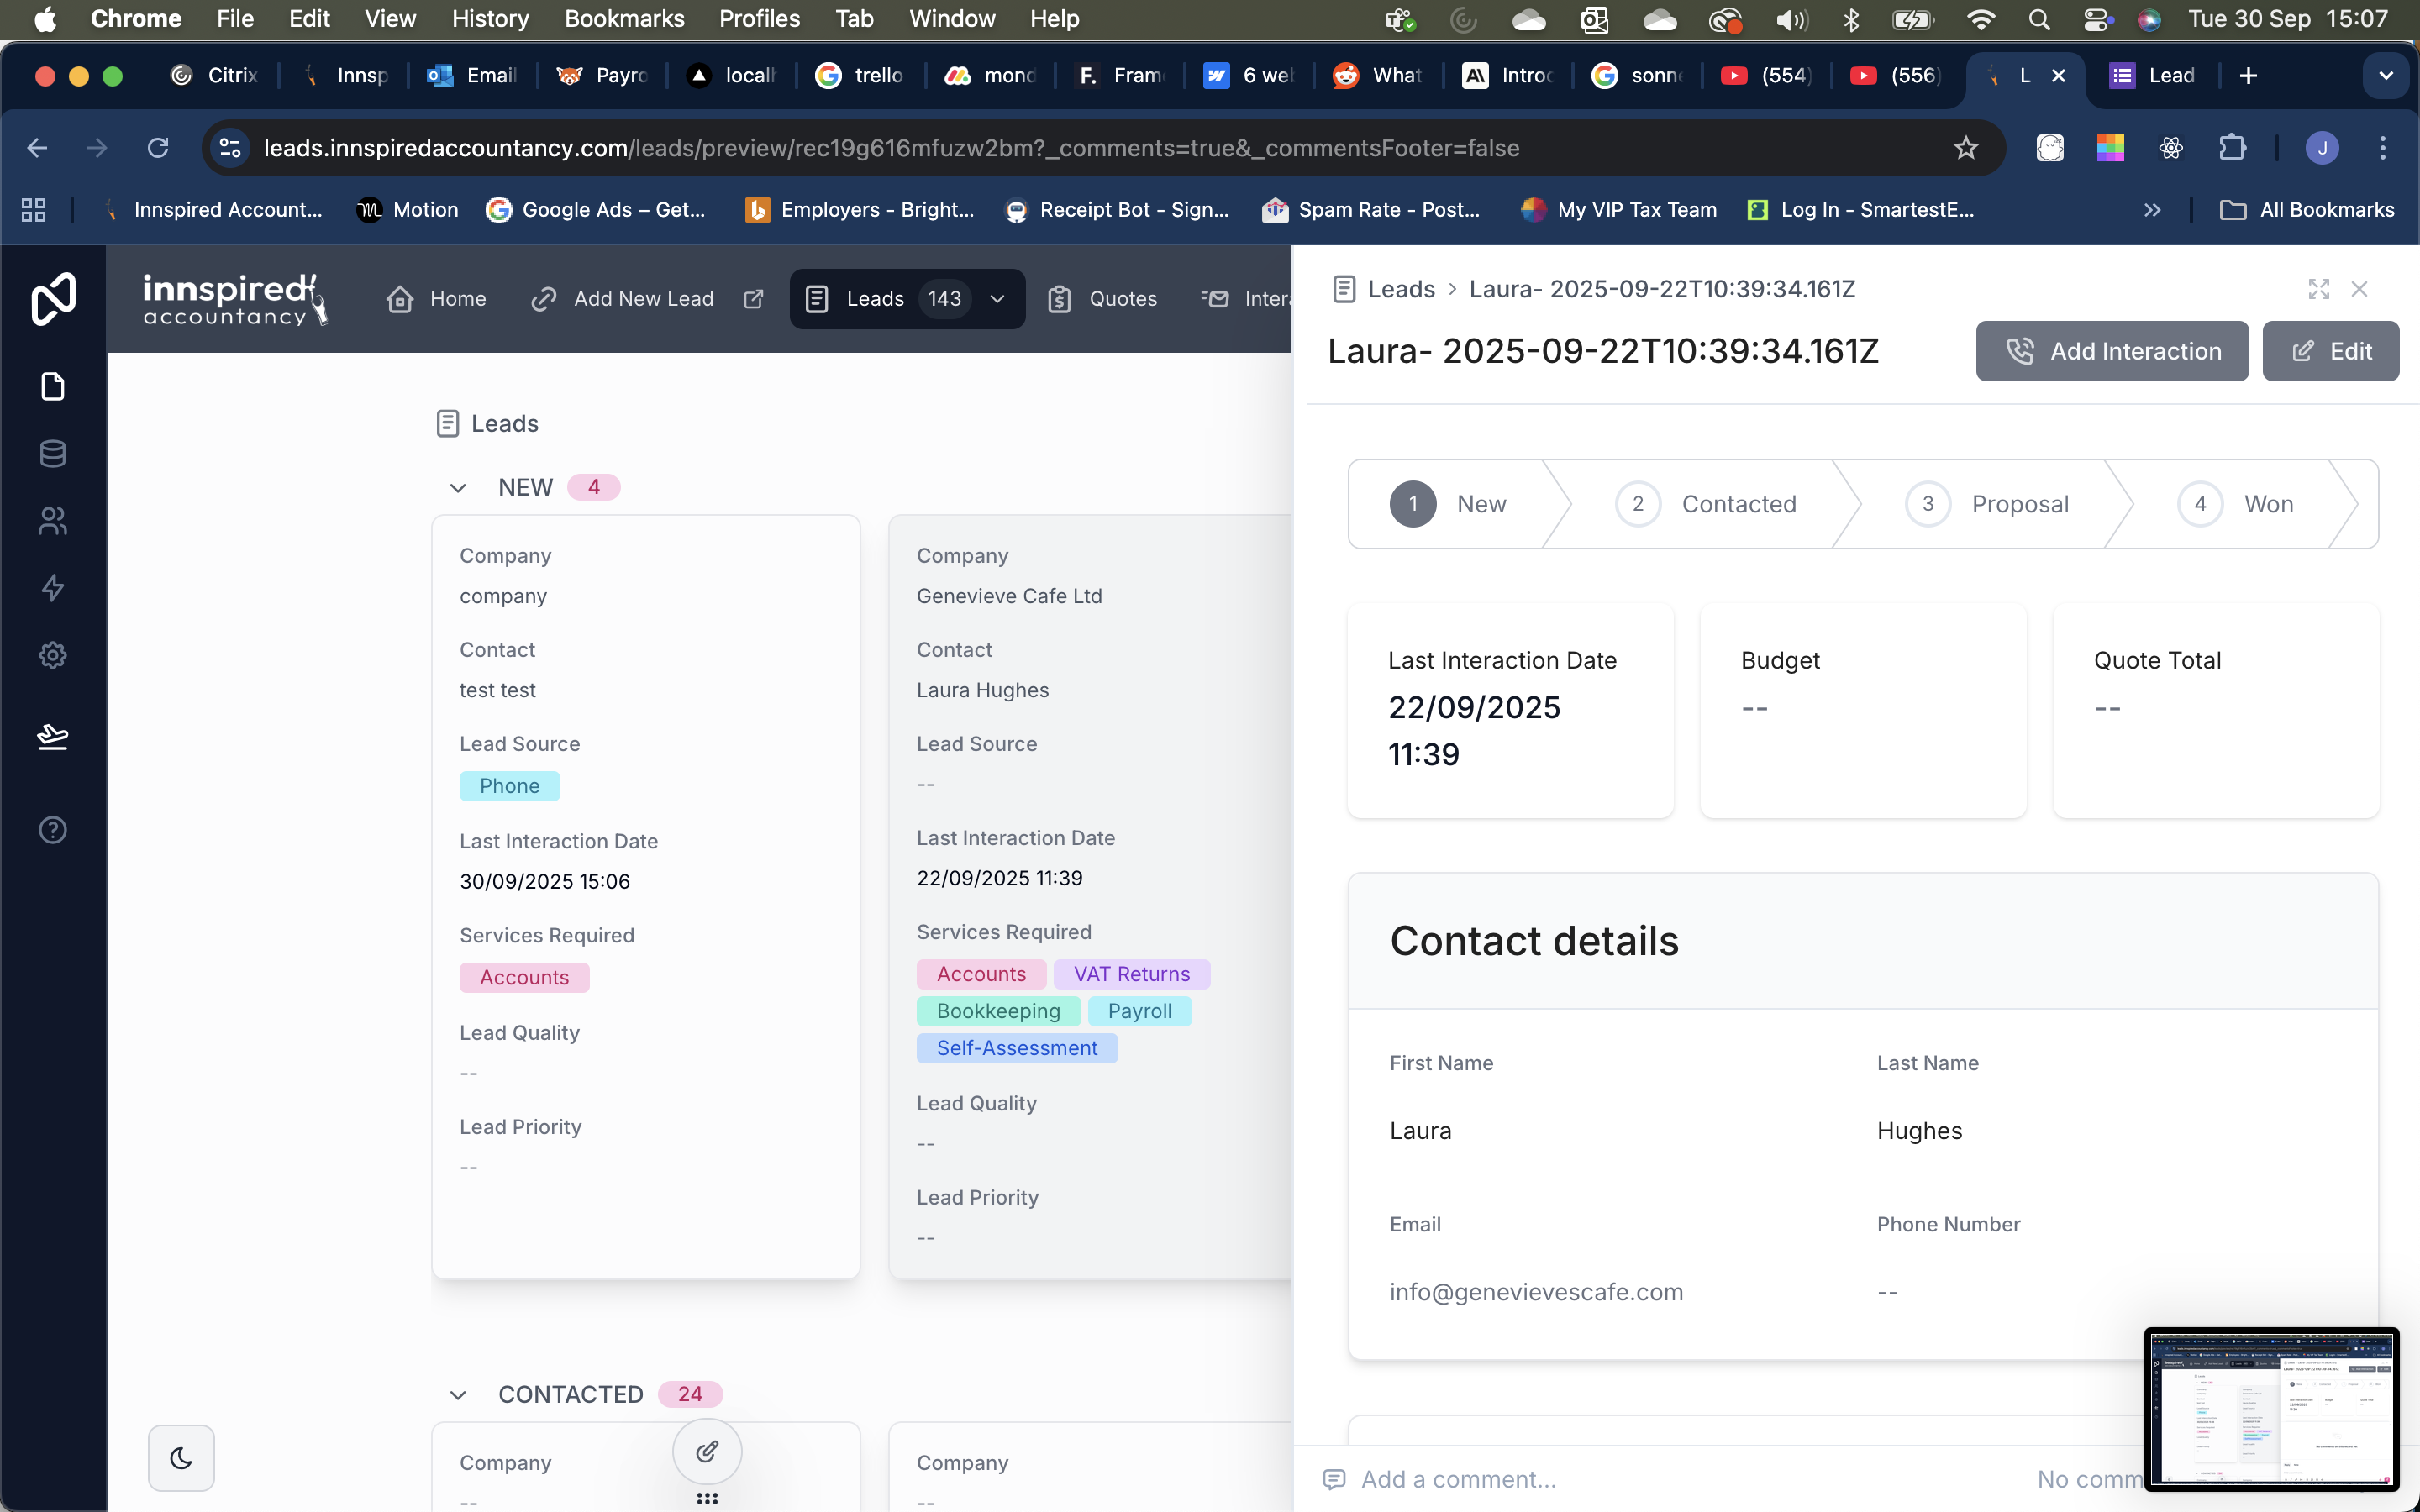 Chrome File Edit View History Bookmarks Profiles Tab Window Help Tue 30 Sep 15:07
Citrix Innsp Email Payro localh trello mond F. Frame 6 we What Introd sonne (554) (556) L Lead
leads.innspiredaccountancy.com/leads/preview/rec19g616mfuzw2bm?_comments=true&_commentsFooter=false J
Innspired Account... Motion Google Ads – Get... Employers - Bright... Receipt Bot - Sign... Spam Rate - Post... My VIP Tax Team Log In - SmartestE... All Bookmarks
innspired
accountancy
Home Add New Lead Leads 143 Quotes Inter
Leads
NEW 4
Company
company
Contact
test test
Lead Source
Phone
Last Interaction Date
30/09/2025 15:06
Services Required
Accounts
Lead Quality
--
Lead Priority
--
Company
Genevieve Cafe Ltd
Contact
Laura Hughes
Lead Source
--
Last Interaction Date
22/09/2025 11:39
Services Required
Accounts VAT Returns
Bookkeeping Payroll
Self-Assessment
Lead Quality
--
Lead Priority
--
CONTACTED 24
Company
--
Company
--
Leads > Laura- 2025-09-22T10:39:34.161Z
Laura- 2025-09-22T10:39:34.161Z
Add Interaction Edit
1 New 2 Contacted 3 Proposal 4 Won
Last Interaction Date
22/09/2025
11:39
Budget
--
Quote Total
--
Contact details
First Name
Laura
Last Name
Hughes
Email
info@genevievescafe.com
Phone Number
--
Add a comment...
No comm